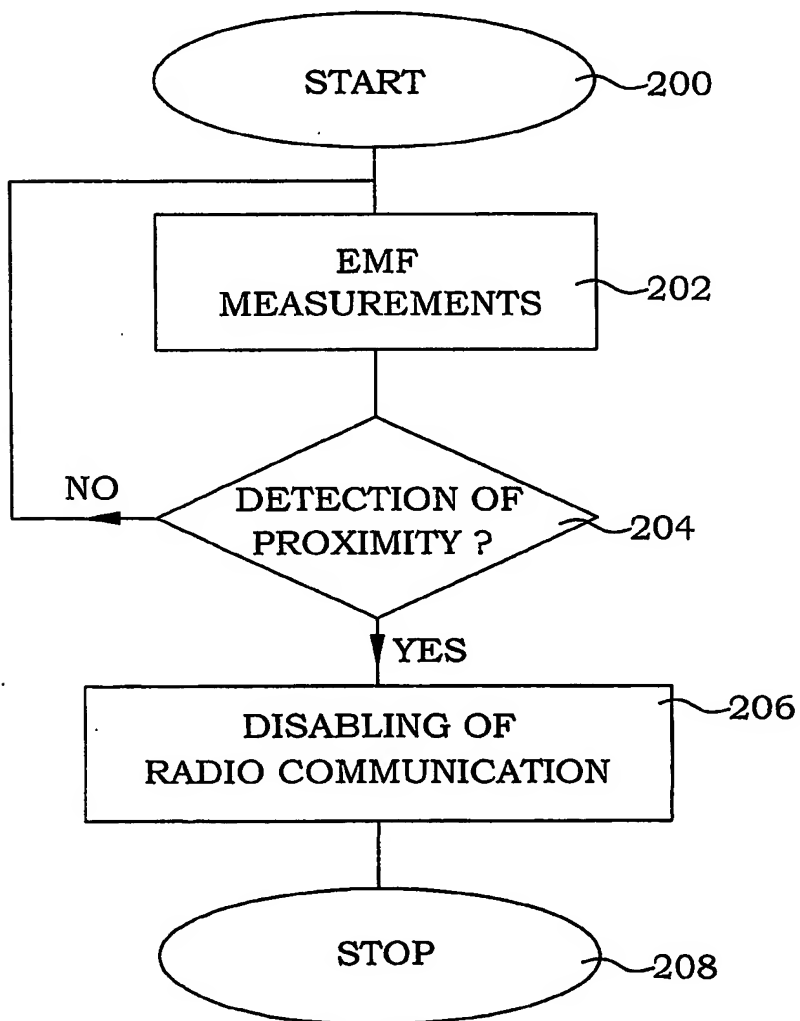 START
200
EMF
MEASUREMENTS
202
NO
DETECTION OF
PROXIMITY ?
204
YES
206
DISABLING OF
RADIO COMMUNICATION
STOP
208